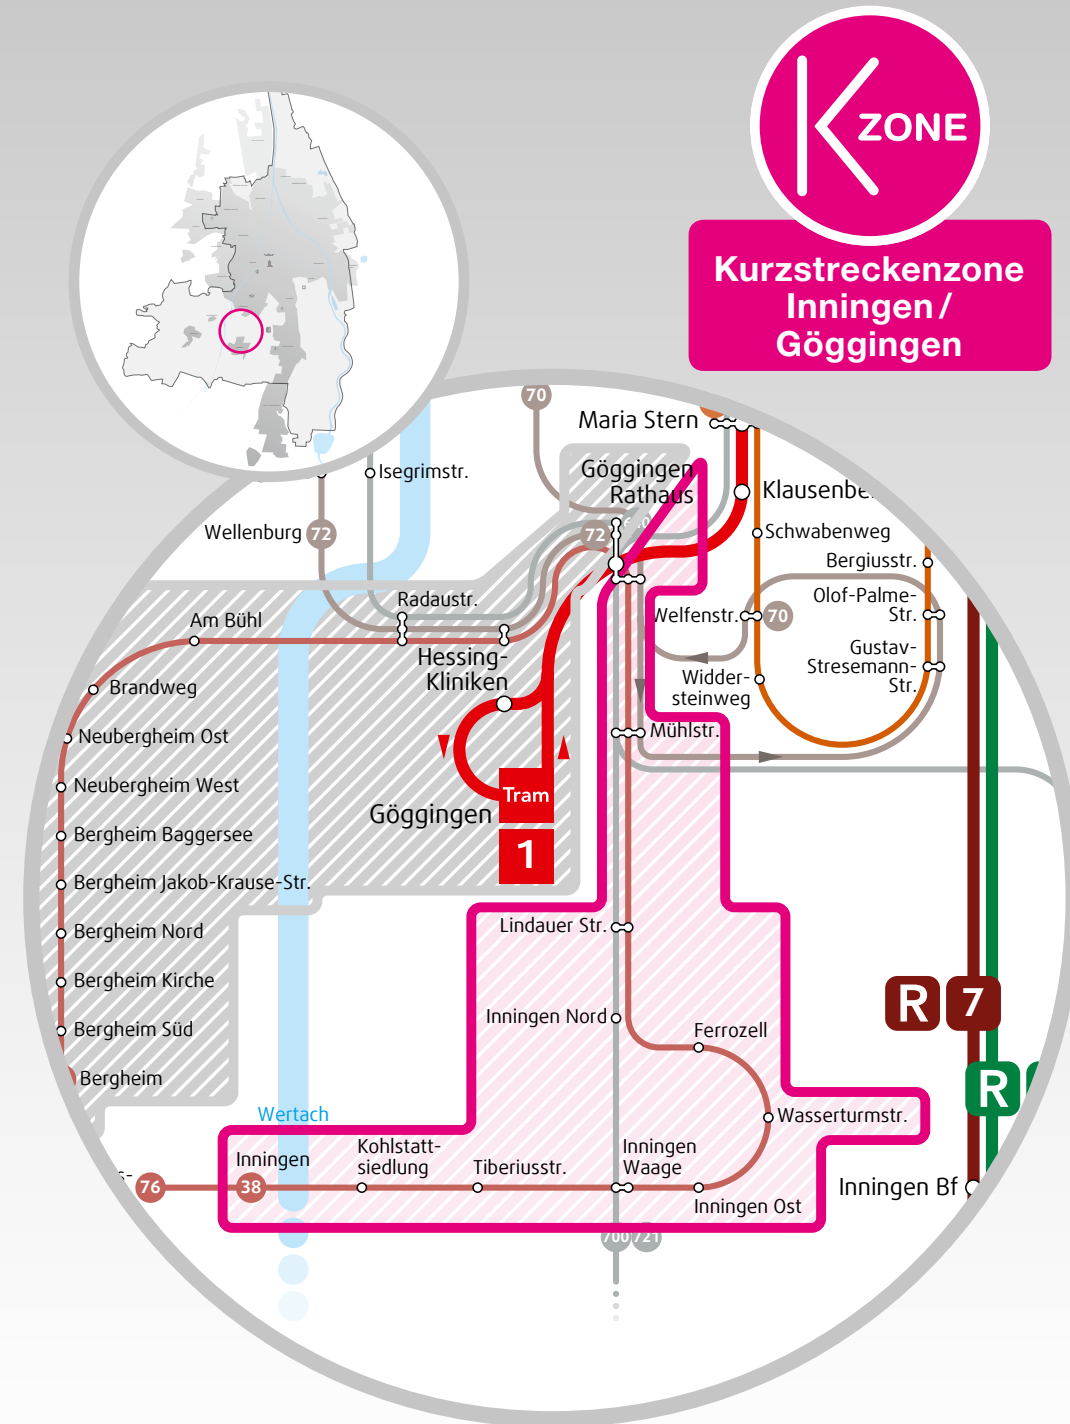 K ZONE
Kurzstreckenzone
Inningen /
Göggingen
70
Maria Stern
Isegrimstr.
Göggingen
Rathaus
Klausenbe
Wellenburg
72
72
Schwabenweg
Bergiusstr.
Radaustr.
Olof-Palme-
Str.
Am Bühl
Welfenstr.
70
Hessing-
Kliniken
Gustav-
Stresemann-
Str.
Widder-
steinweg
Brandweg
Neubergheim Ost
Mühlstr.
Neubergheim West
Göggingen
Tram
1
Bergheim Baggersee
Bergheim Jakob-Krause-Str.
Lindauer Str.
Bergheim Nord
Bergheim Kirche
R 7
Inningen Nord
Bergheim Süd
Ferrozell
Bergheim
R
Wertach
Wasserturmstr.
Inningen
Kohlstatt-
siedlung
Tiberiusstr.
Inningen
Waage
s-
76
38
Inningen Ost
Inningen Bf
700
721